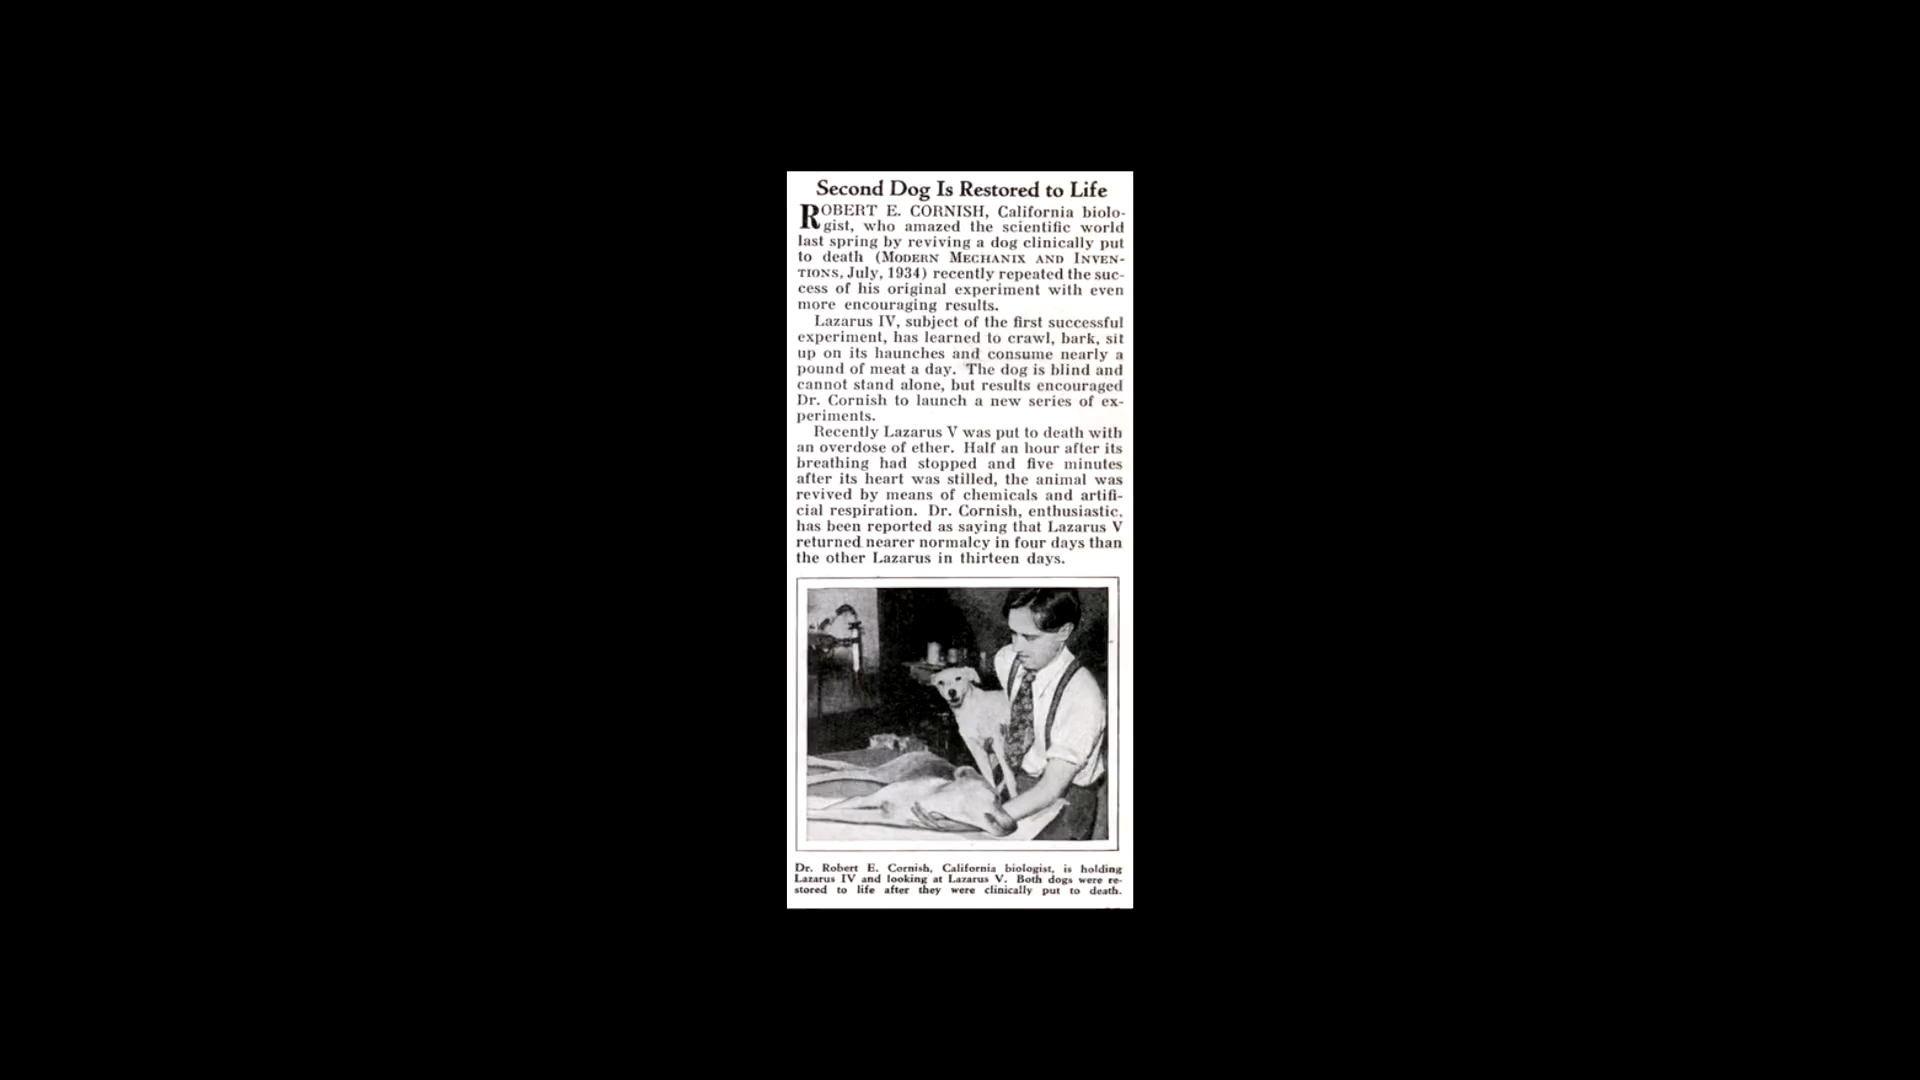 Second Dog Is Restored to Life
ROBERT E. CORNISH, California biolo-
gist, who amazed the scientific world
last spring by reviving a dog clinically put
to death (MODERN MECHANIX AND INVEN-
TIONS, July, 1934) recently repeated the suc-
cess of his original experiment with even
more encouraging results.
Lazarus IV, subject of the first successful
experiment, has learned to crawl, bark, sit
up on its haunches and consume nearly a
pound of meat a day. The dog is blind and
cannot stand alone, but results encouraged
Dr. Cornish to launch a new series of ex-
periments.
Recently Lazarus V was put to death with
an overdose of ether. Half an hour after its
breathing had stopped and five minutes
after its heart was stilled, the animal was
revived by means of chemicals and artifi-
cial respiration. Dr. Cornish, enthusiastic,
has been reported as saying that Lazarus V
returned nearer normalcy in four days than
the other Lazarus in thirteen days.
Dr. Robert E. Cornish, California biologist, is holding
Lazarus IV and looking at Lazarus V. Both dogs were re-
stored to life after they were clinically put to death.